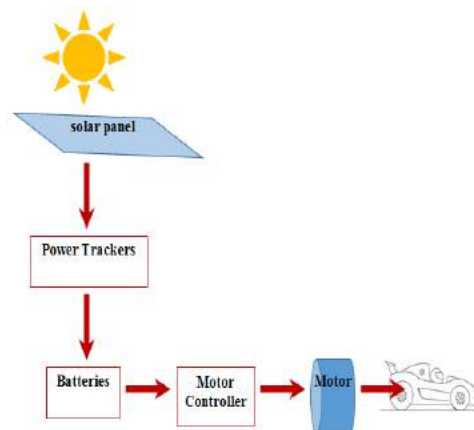 solar panel
Power Trackers
Batteries
Motor
Controller
Motor